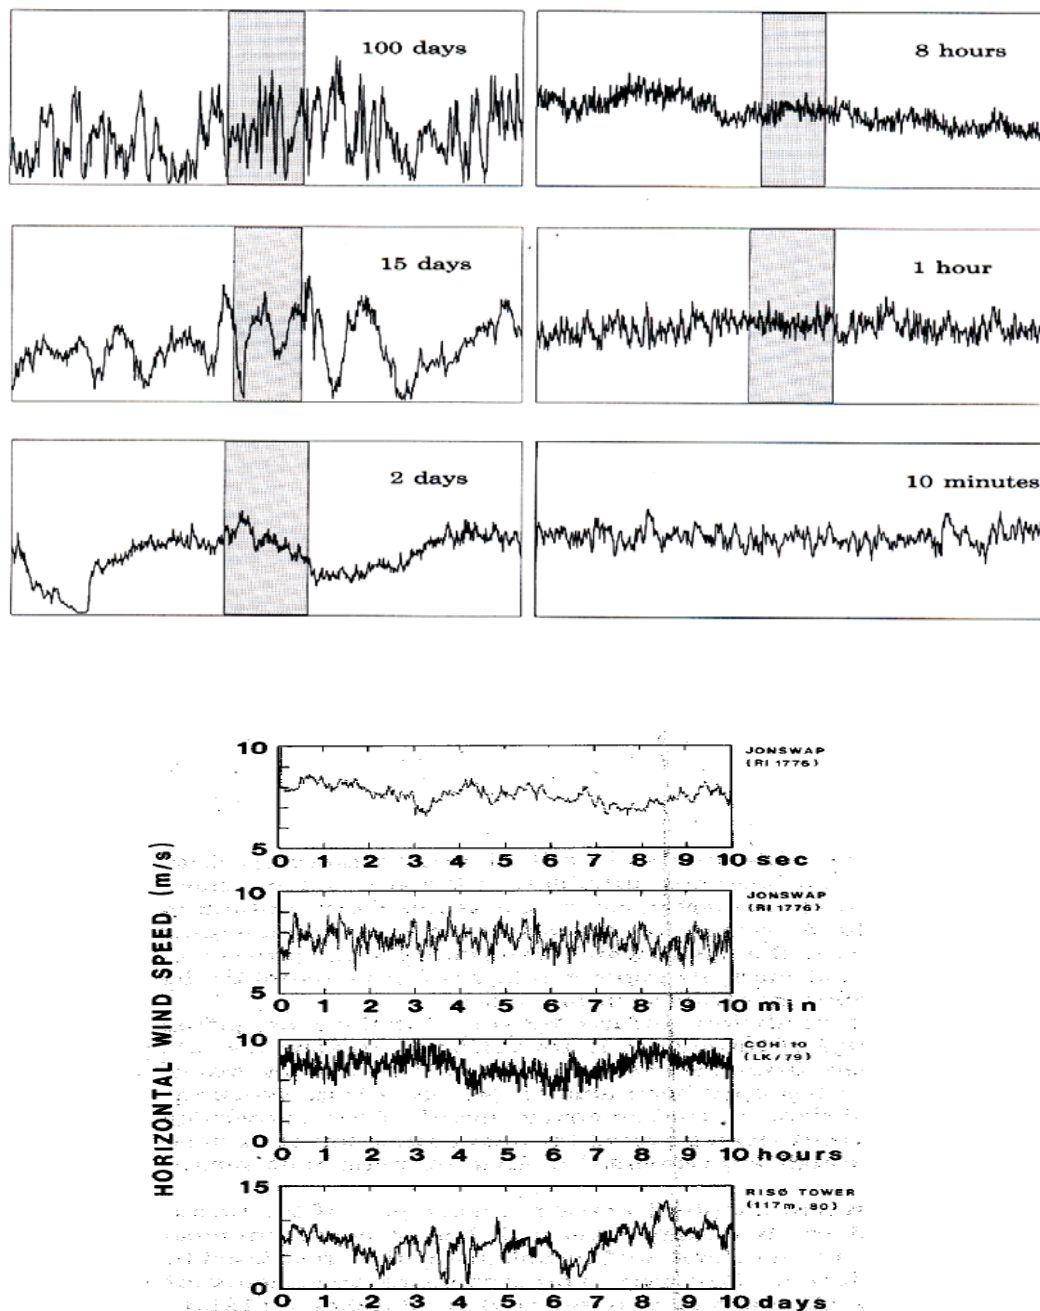 100 days
8 hours
15 days
1 hour
2 days
10 minutes
HORIZONTAL WIND SPEED (m/s)
10
5
0 1 2 3 4 5 6 7 8 9 10 sec
JONSWAP
(RI 1776)
10
5
0 1 2 3 4 5 6 7 8 9 10 min
JONSWAP
(RI 1776)
10
0
0 1 2 3 4 5 6 7 8 9 10 hours
COH 10
(LK/79)
15
0
0 1 2 3 4 5 6 7 8 9 10 days
RISØ TOWER
(117m, 80)